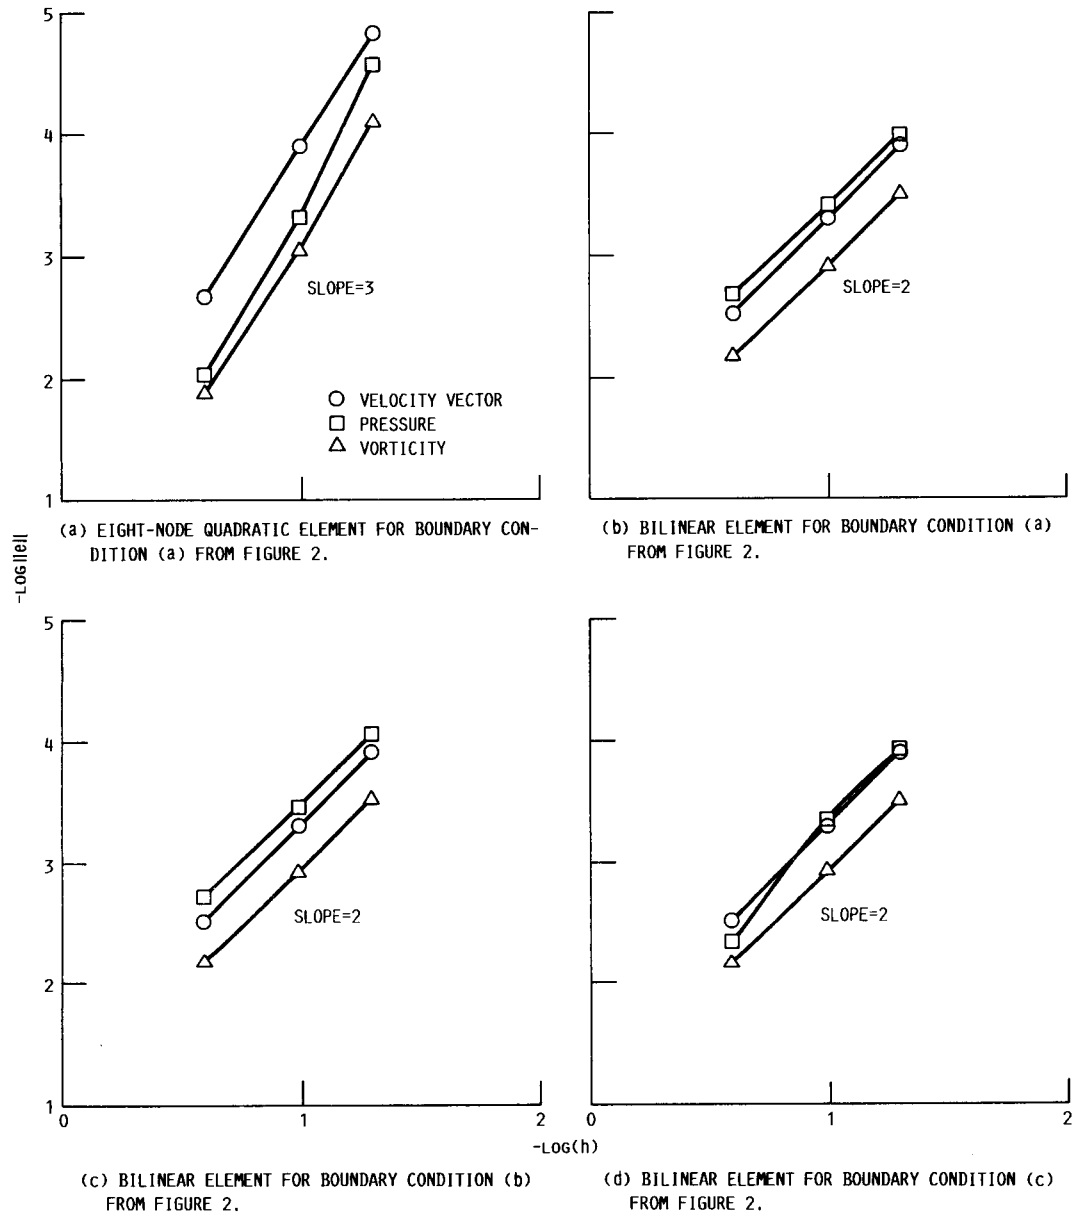 5
4
3
2
1
SLOPE=3
VELOCITY VECTOR
PRESSURE
VORTICITY
(a) EIGHT-NODE QUADRATIC ELEMENT FOR BOUNDARY CON-
DITION (a) FROM FIGURE 2.
SLOPE=2
(b) BILINEAR ELEMENT FOR BOUNDARY CONDITION (a)
FROM FIGURE 2.
-LOG||e||
5
4
3
2
1
SLOPE=2
0
1
2
SLOPE=2
0
1
2
-LOG(h)
(c) BILINEAR ELEMENT FOR BOUNDARY CONDITION (b)
FROM FIGURE 2.
(d) BILINEAR ELEMENT FOR BOUNDARY CONDITION (c)
FROM FIGURE 2.